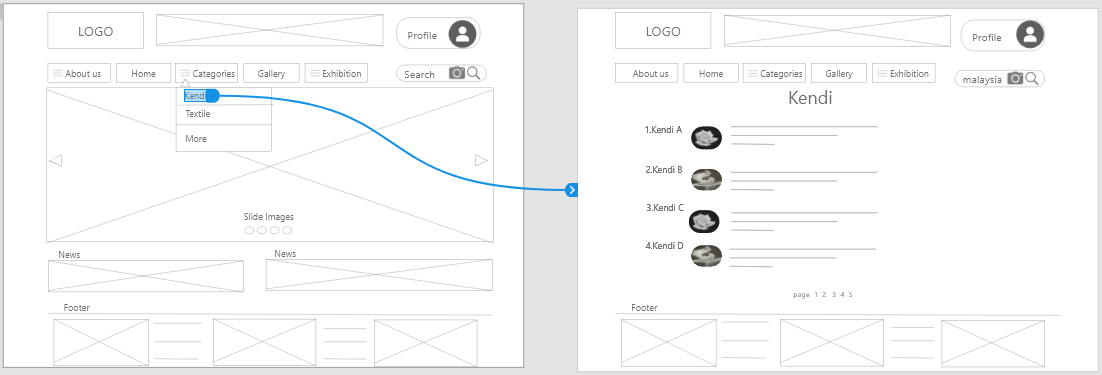 LOGO
Profile
About us
Home
Categories
Gallery
Exhibition
Search
Kendi
Textile
More
Slide Images
News
News
Footer
LOGO
Profile
About us
Home
Categories
Gallery
Exhibition
malaysia
Kendi
1.Kendi A
2.Kendi B
3.Kendi C
4.Kendi D
page 1 2 3 4 5
Footer